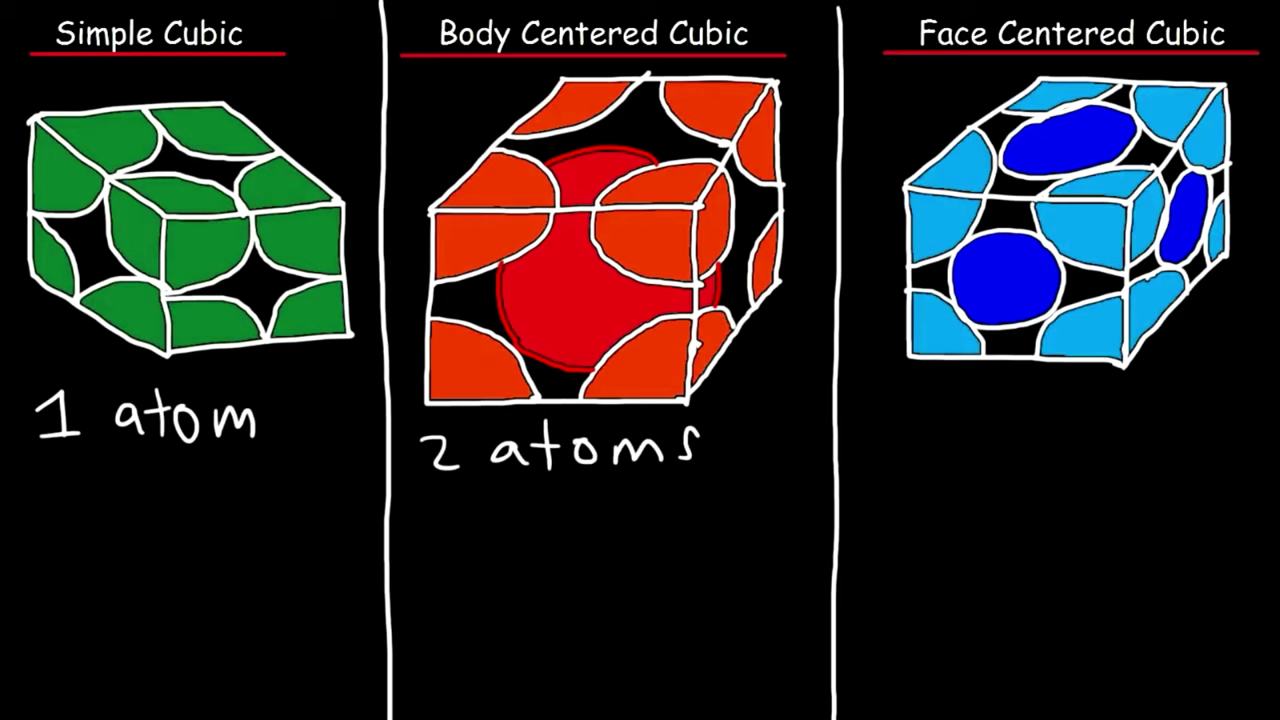 Simple Cubic
Body Centered Cubic
Face Centered Cubic
1 atom
2 atoms